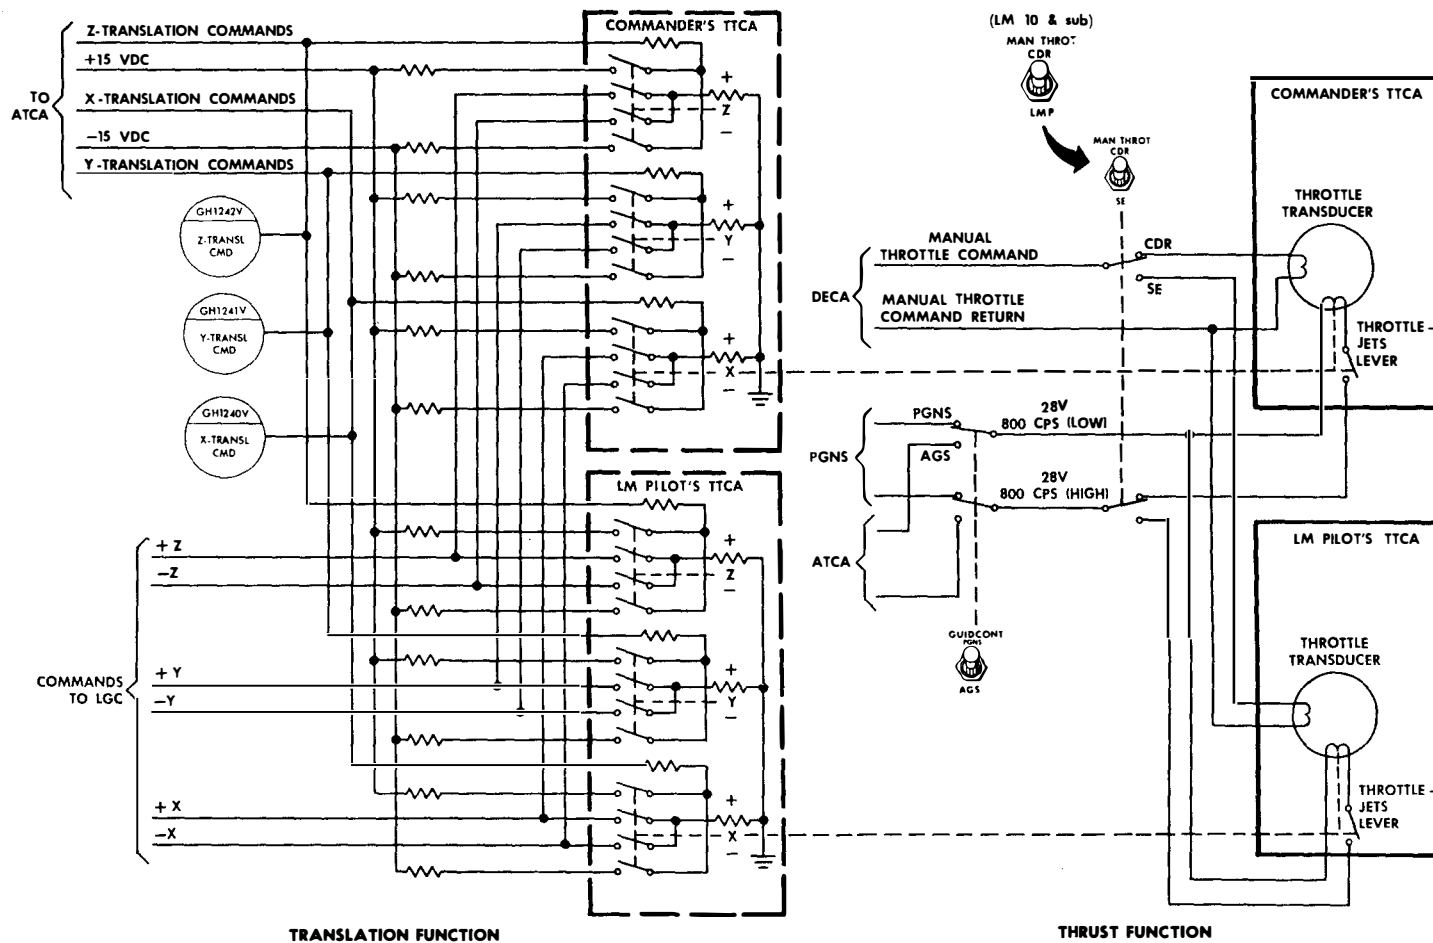 Z-TRANSLATION COMMANDS
+15 VDC
X-TRANSLATION COMMANDS
-15 VDC
Y-TRANSLATION COMMANDS
TO
ATCA
GH1242V
Z-TRANSL
CMD
GH1241V
Y-TRANSL
CMD
GH1240V
X-TRANSL
CMD
COMMANDER'S TTCA
+
Z
-
+
Y
-
+
X
-
LM PILOT'S TTCA
+
Z
-
+
Y
-
+
X
-
COMMANDS
TO LGC
+Z
-Z
+Y
-Y
+X
-X
TRANSLATION FUNCTION
(LM 10 & sub)
MAN THROT
CDR
LMP
MAN THROT
CDR
SE
COMMANDER'S TTCA
THROTTLE
TRANSDUCER
THROTTLE-
JETS
LEVER
DECA
MANUAL
THROTTLE COMMAND
CDR
SE
MANUAL THROTTLE
COMMAND RETURN
PGNS
PGNS
AGS
28V
800 CPS (LOW)
28V
800 CPS (HIGH)
ATCA
GUIDCONT
PGNS
AGS
LM PILOT'S TTCA
THROTTLE
TRANSDUCER
THROTTLE-
JETS
LEVER
THRUST FUNCTION